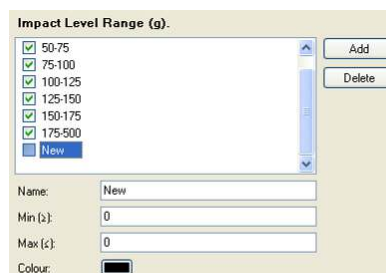 Impact Level Range (g).
50-75
75-100
100-125
125-150
150-175
175-500
New
Add
Delete
Name: New
Min (≥): 0
Max (≤): 0
Colour: